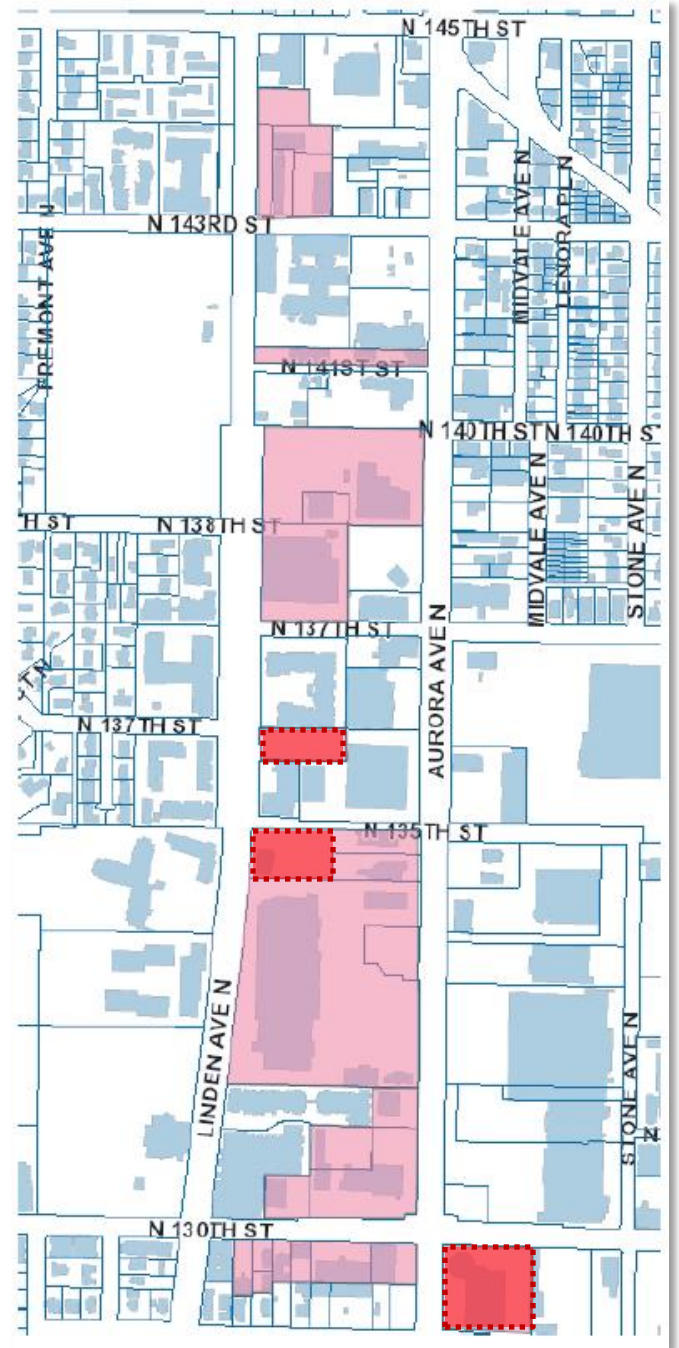 N 145TH ST
MIDVALE AVE N
LENORA PL N
N 143RD ST
FREMONT AVE N
N 141ST ST
N 140TH ST
N 140TH S
H ST
N 138TH ST
MIDVALE AVE N
STONE AVE N
N 137TH ST
AURORA AVE N
CT N
N 137TH ST
N 135TH ST
LINDEN AVE N
STONE AVE N
N
N 130TH ST